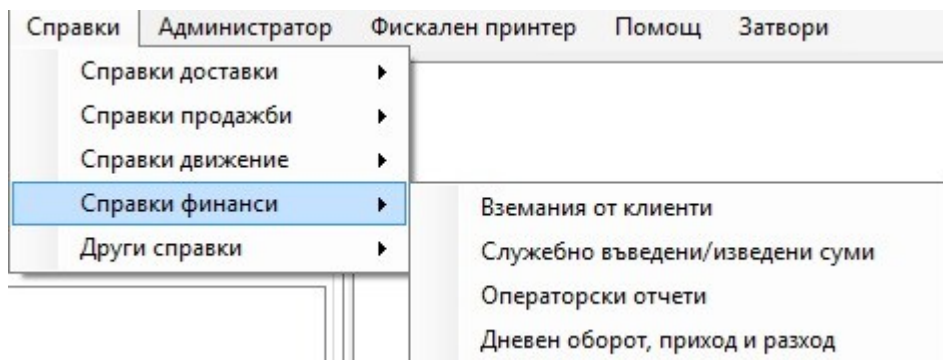 Справки Администратор Фискален принтер Помощ Затвори
Справки доставки
Справки продажби
Справки движение
Справки финанси
Други справки
Вземания от клиенти
Служебно въведени/изведени суми
Операторски отчети
Дневен оборот, приход и разход